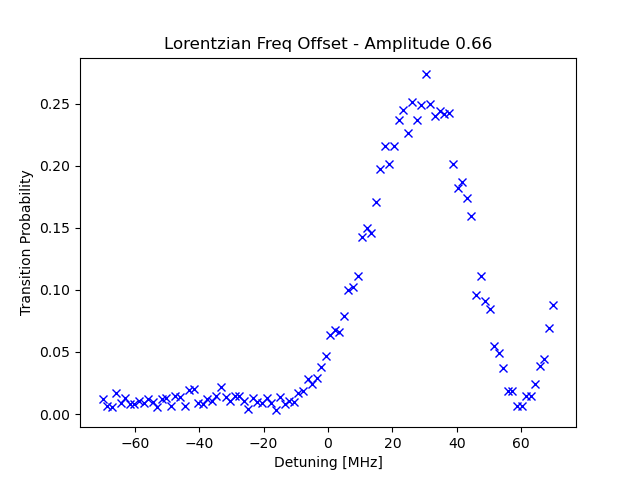 Lorentzian Freq Offset - Amplitude 0.66
0.25
0.20
0.15
0.10
0.05
0.00
Transition Probability
−60 −40 −20 0 20 40 60
Detuning [MHz]